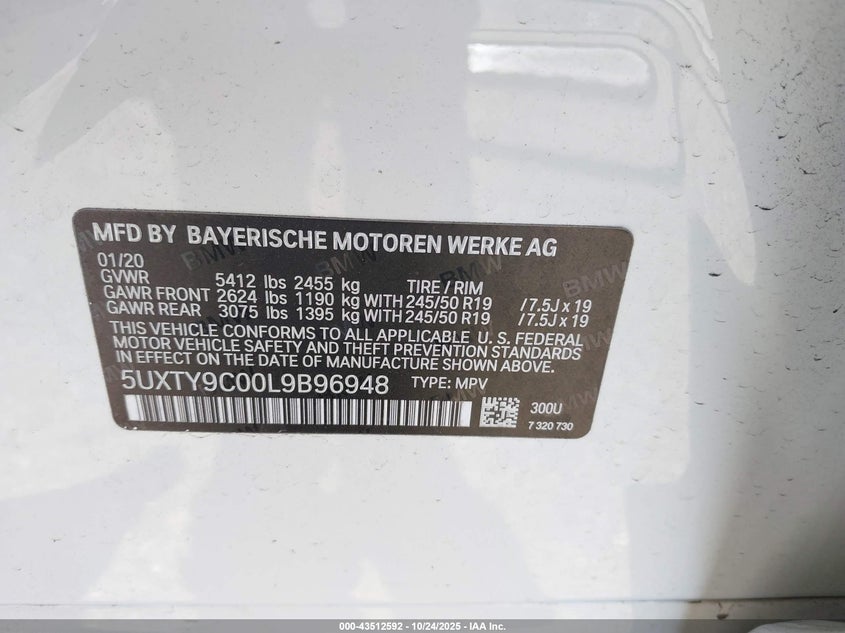 MFD BY BAYERISCHE MOTOREN WERKE AG
01/20
GVWR 5412 lbs 2455 kg TIRE / RIM
GAWR FRONT 2624 lbs 1190 kg WITH 245/50 R19 / 7.5J x 19
GAWR REAR 3075 lbs 1395 kg WITH 245/50 R19 / 7.5J x 19
THIS VEHICLE CONFORMS TO ALL APPLICABLE U.S. FEDERAL
MOTOR VEHICLE SAFETY AND THEFT PREVENTION STANDARDS
IN EFFECT ON THE DATE OF MANUFACTURE SHOWN ABOVE.
5UXTY9C00L9B96948 TYPE: MPV
300U
7 320 730
000-43512592 - 10/24/2025 - IAA Inc.